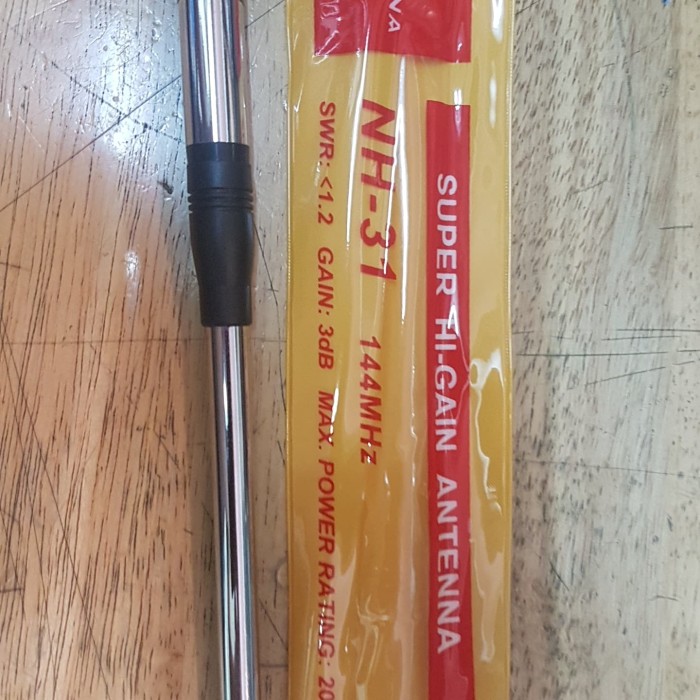 SUPER HI-GAIN ANTENNA
NH-31 144MHz
SWR: <1.2 GAIN: 3dB MAX. POWER RATING: 20